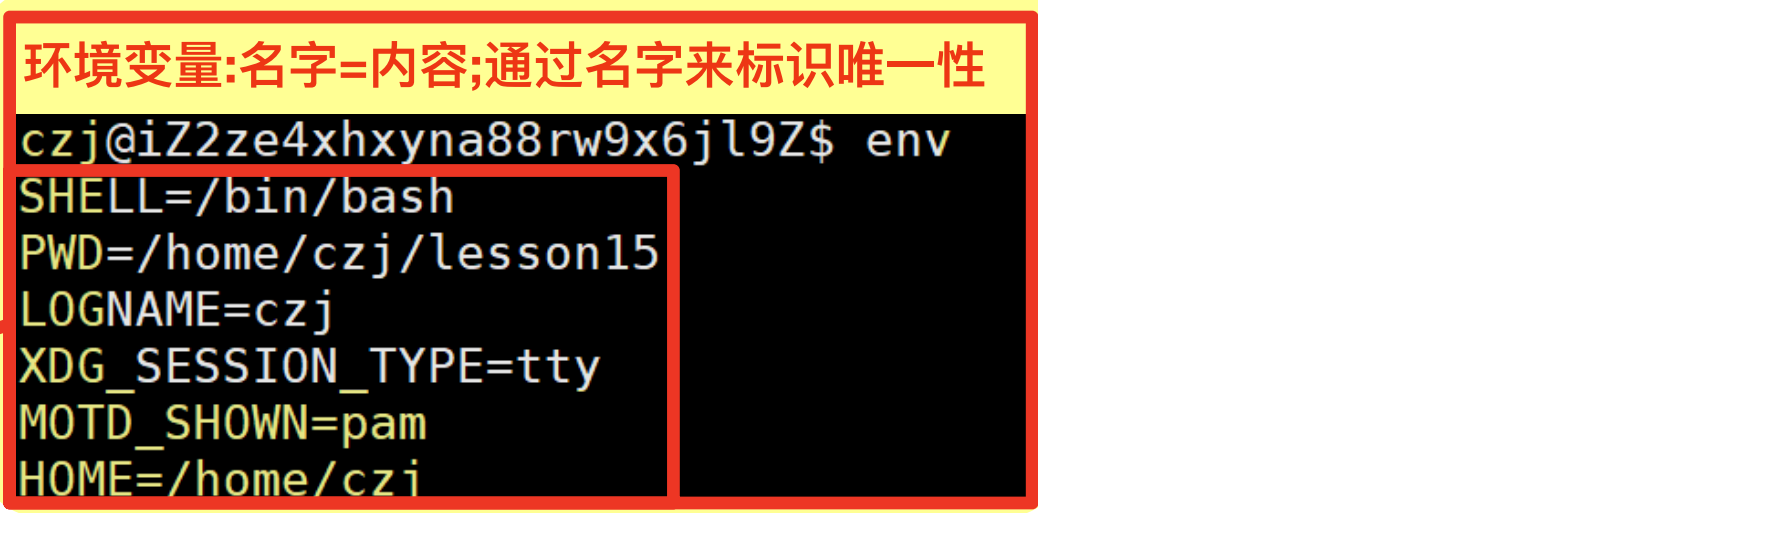 环境变量:名字=内容;通过名字来标识唯一性
czj@iZ2ze4xhxyna88rw9x6jl9Z$ env
SHELL=/bin/bash
PWD=/home/czj/lesson15
LOGNAME=czj
XDG_SESSION_TYPE=tty
MOTD_SHOWN=pam
HOME=/home/czj